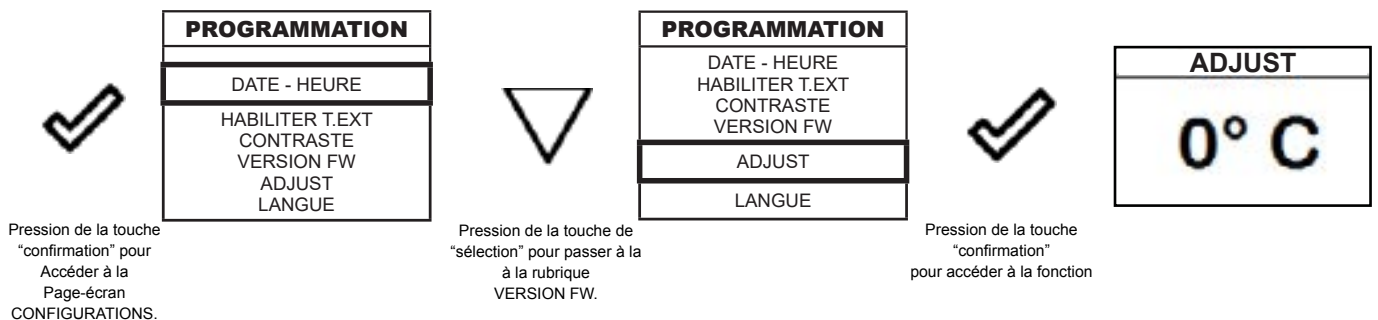 PROGRAMMATION
DATE - HEURE
HABILITER T.EXT
CONTRASTE
VERSION FW
ADJUST
LANGUE
Pression de la touche
“confirmation” pour
Accéder à la
Page-écran
CONFIGURATIONS.
Pression de la touche de
“sélection” pour passer à la
à la rubrique
VERSION FW.
PROGRAMMATION
DATE - HEURE
HABILITER T.EXT
CONTRASTE
VERSION FW
ADJUST
LANGUE
Pression de la touche
“confirmation”
pour accéder à la fonction
ADJUST
0° C